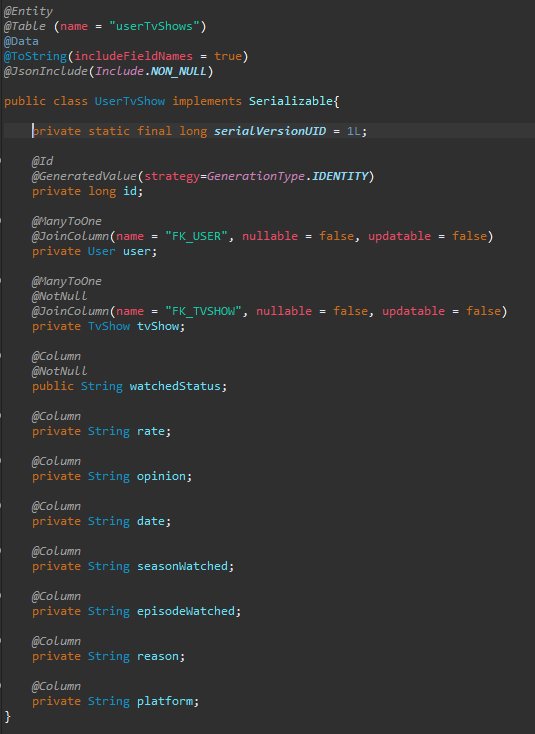 @Entity
@Table (name = "userTvShows")
@Data
@ToString(includeFieldNames = true)
@JsonInclude(Include.NON_NULL)
public class UserTvShow implements Serializable{
private static final long serialVersionUID = 1L;
@Id
@GeneratedValue(strategy=GenerationType.IDENTITY)
private long id;
@ManyToOne
@JoinColumn(name = "FK_USER", nullable = false, updatable = false)
private User user;
@ManyToOne
@NotNull
@JoinColumn(name = "FK_TVSHOW", nullable = false, updatable = false)
private TvShow tvShow;
@Column
@NotNull
public String watchedStatus;
@Column
private String rate;
@Column
private String opinion;
@Column
private String date;
@Column
private String seasonWatched;
@Column
private String episodeWatched;
@Column
private String reason;
@Column
private String platform;
}